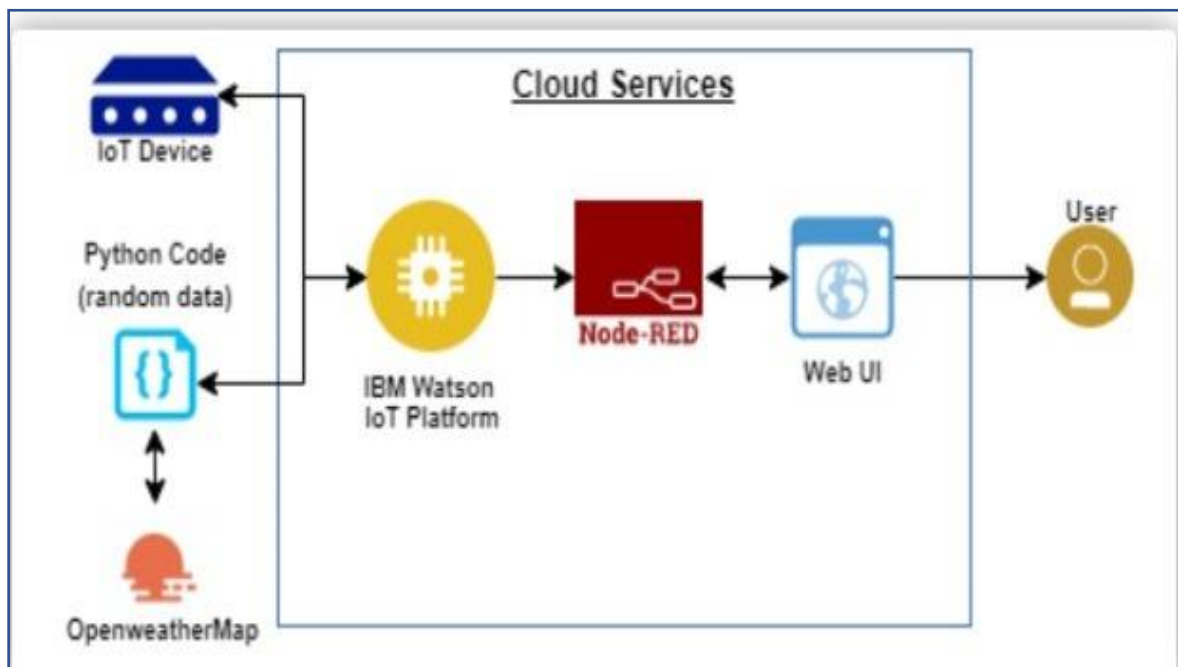 Cloud Services
IoT Device
User
Python Code
(random data)
Node-RED
Web UI
IBM Watson
IoT Platform
OpenweatherMap